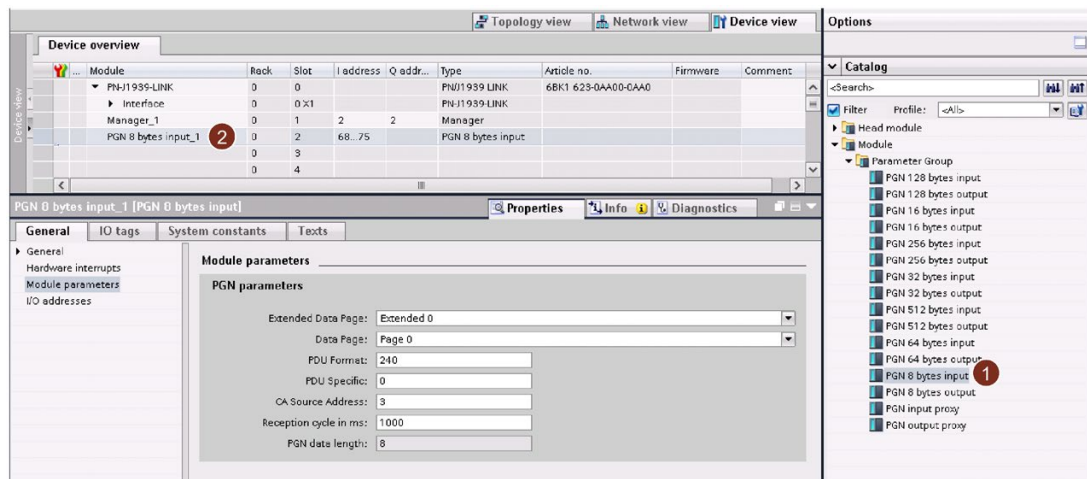 Topology view Network view Device view
Options
Device overview
... Module Rack Slot I address Q addr... Type Article no. Firmware Comment
PN-J1939-LINK 0 0 PN/J1939 LINK 6BK1 623-0AA00-0AA0
Interface 0 0 X1 PN-J1939-LINK
Manager_1 0 1 2 2 Manager
PGN 8 bytes input_1 2 0 2 68...75 PGN 8 bytes input
0 3
0 4
Device view
PGN 8 bytes input_1 [PGN 8 bytes input]
Properties Info Diagnostics
General IO tags System constants Texts
General
Hardware interrupts
Module parameters
I/O addresses
Module parameters
PGN parameters
Extended Data Page: Extended 0
Data Page: Page 0
PDU Format: 240
PDU Specific: 0
CA Source Address: 3
Reception cycle in ms: 1000
PGN data length: 8
Catalog
<Search>
Filter Profile: <All>
Head module
Module
Parameter Group
PGN 128 bytes input
PGN 128 bytes output
PGN 16 bytes input
PGN 16 bytes output
PGN 256 bytes input
PGN 256 bytes output
PGN 32 bytes input
PGN 32 bytes output
PGN 512 bytes input
PGN 512 bytes output
PGN 64 bytes input
PGN 64 bytes output
PGN 8 bytes input 1
PGN 8 bytes output
PGN input proxy
PGN output proxy